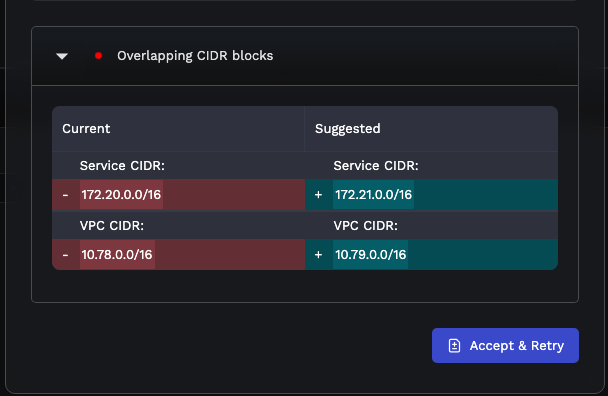 Overlapping CIDR blocks
Current Suggested
Service CIDR: Service CIDR:
- 172.20.0.0/16 + 172.21.0.0/16
VPC CIDR: VPC CIDR:
- 10.78.0.0/16 + 10.79.0.0/16
Accept & Retry